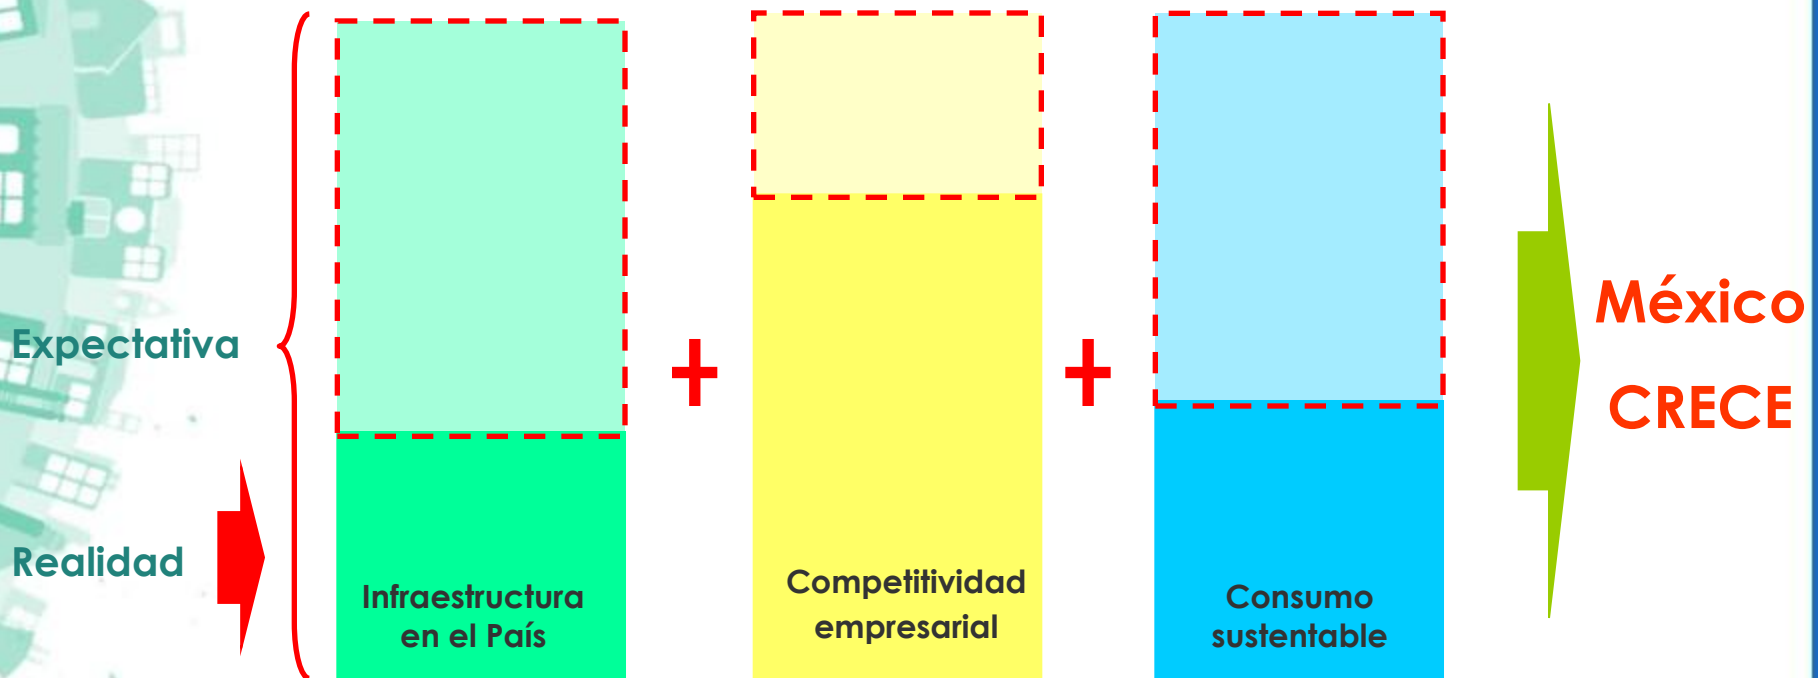 Expectativa
Realidad
Infraestructura
en el País
+
Competitividad
empresarial
+
Consumo
sustentable
México
CRECE